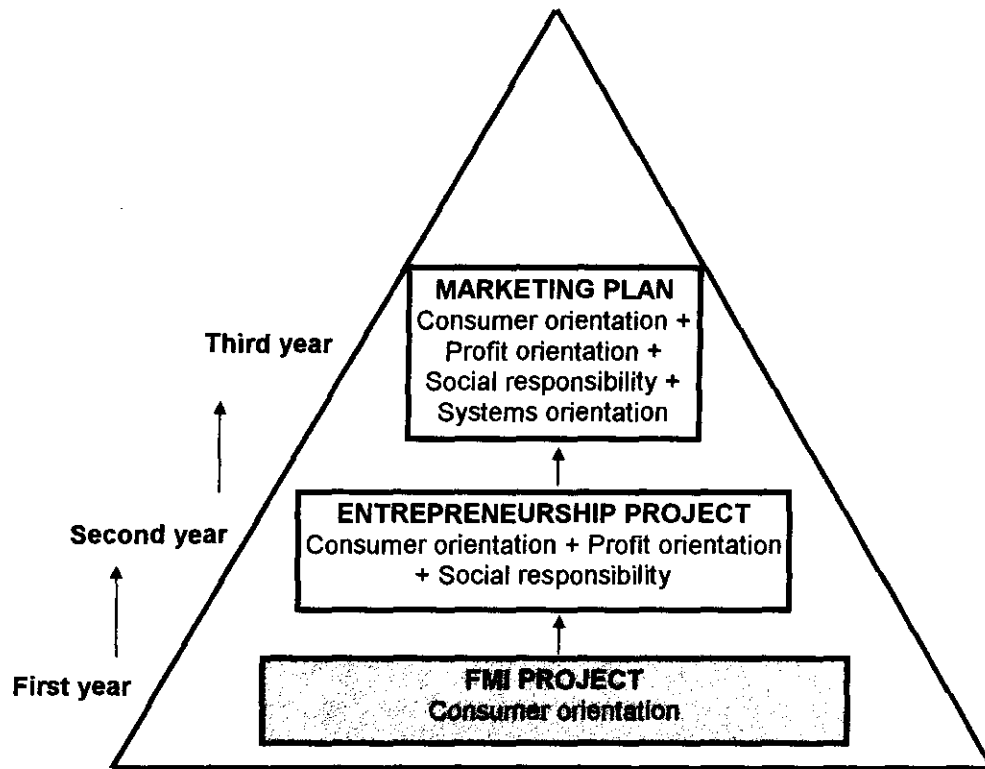 MARKETING PLAN
Consumer orientation +
Profit orientation +
Social responsibility +
Systems orientation
Third year
ENTREPRENEURSHIP PROJECT
Consumer orientation + Profit orientation
+ Social responsibility
Second year
FMI PROJECT
Consumer orientation
First year